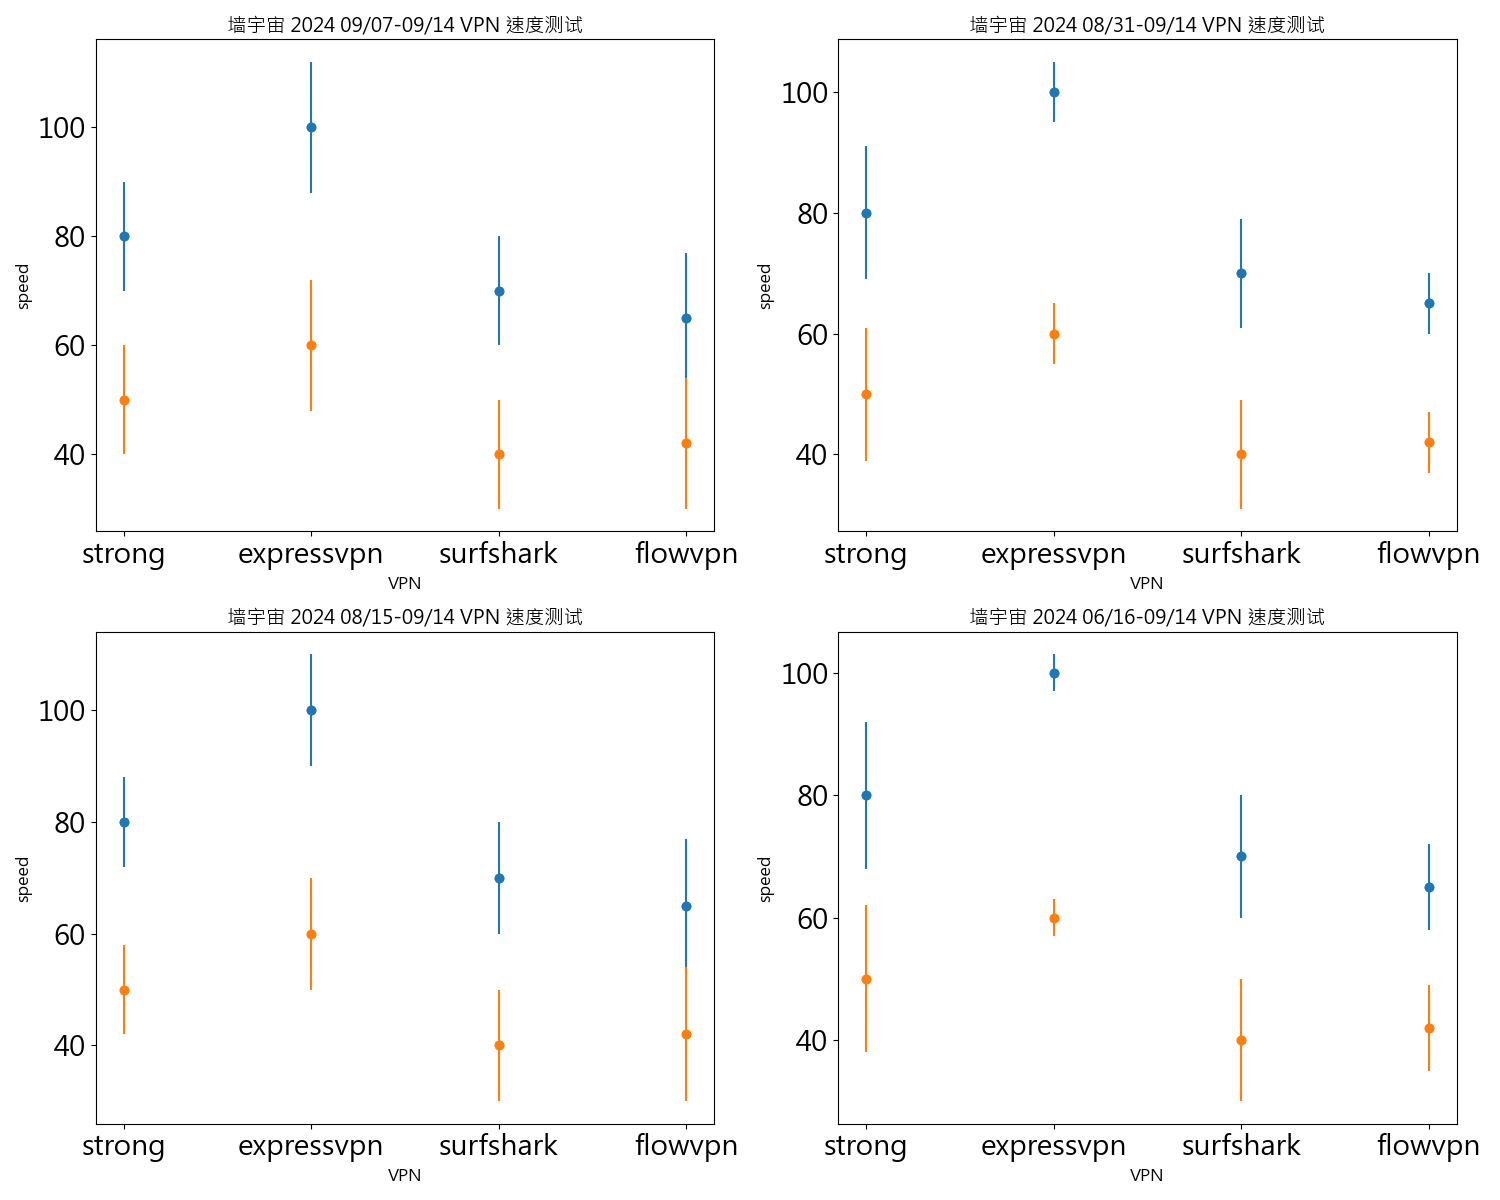 墙宇宙 2024 09/07-09/14 VPN 速度测试
100
80
60
40
speed
strong expressvpn surfshark flowvpn
VPN
墙宇宙 2024 08/31-09/14 VPN 速度测试
100
80
60
40
speed
strong expressvpn surfshark flowvpn
VPN
墙宇宙 2024 08/15-09/14 VPN 速度测试
100
80
60
40
speed
strong expressvpn surfshark flowvpn
VPN
墙宇宙 2024 06/16-09/14 VPN 速度测试
100
80
60
40
speed
strong expressvpn surfshark flowvpn
VPN